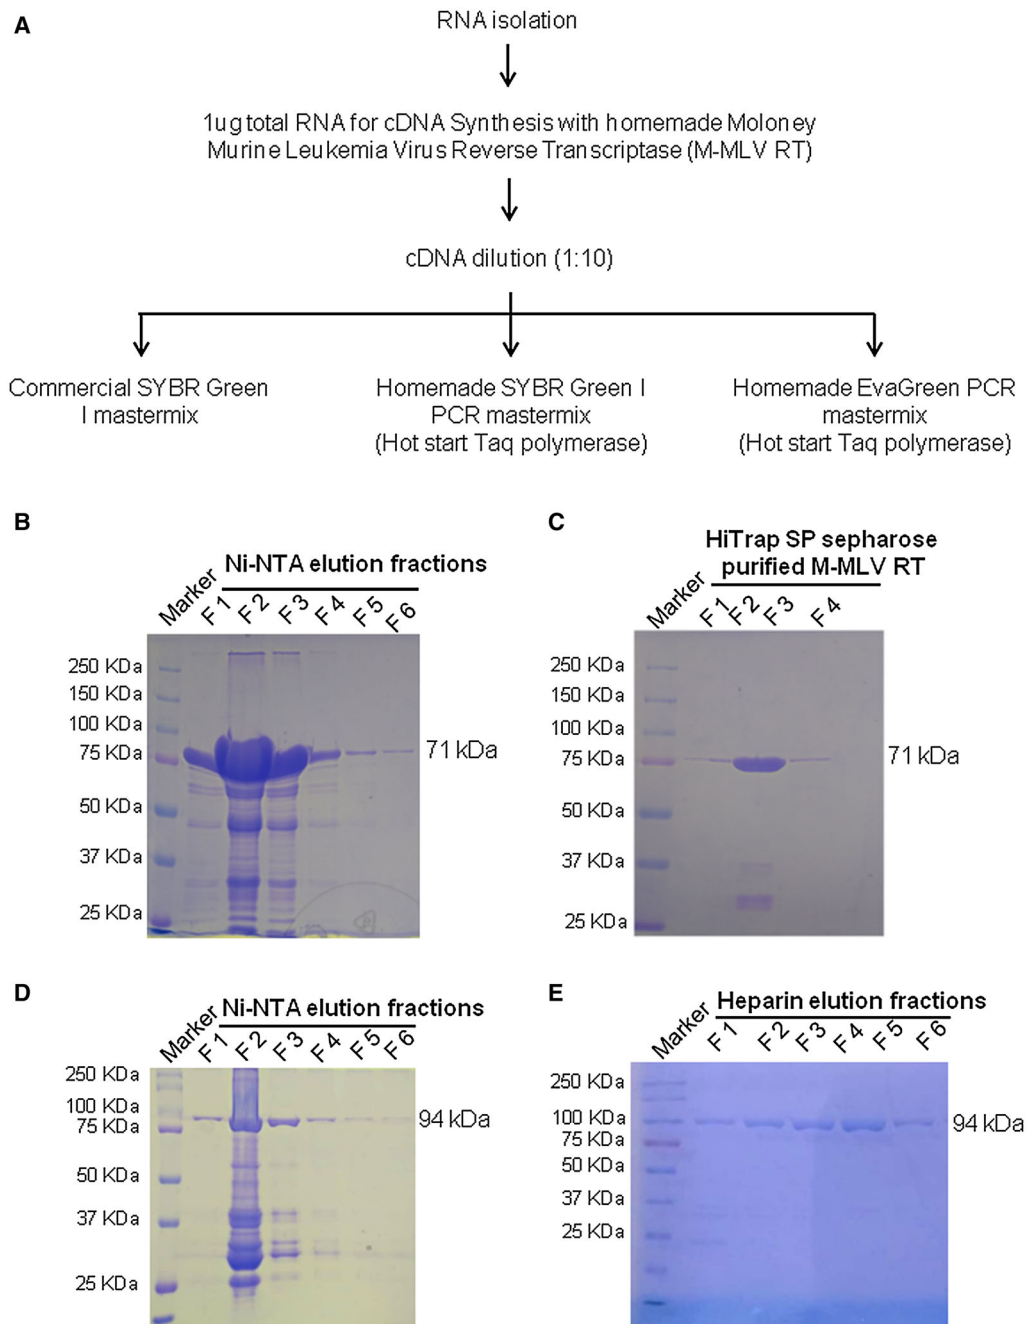 A
RNA isolation
1ug total RNA for cDNA Synthesis with homemade Moloney
Murine Leukemia Virus Reverse Transcriptase (M-MLV RT)
cDNA dilution (1:10)
Commercial SYBR Green
I mastermix
Homemade SYBR Green I
PCR mastermix
(Hot start Taq polymerase)
Homemade EvaGreen PCR
mastermix
(Hot start Taq polymerase)
B
Ni-NTA elution fractions
Marker F1 F2 F3 F4 F5 F6
250 KDa
150 KDa
100 KDa
75 KDa
50 KDa
37 KDa
25 KDa
71 kDa
C
HiTrap SP sepharose
purified M-MLV RT
Marker F1 F2 F3 F4
250 KDa
150 KDa
100 KDa
75 KDa
50 KDa
37 KDa
25 KDa
71 kDa
D
Ni-NTA elution fractions
Marker F1 F2 F3 F4 F5 F6
250 KDa
100 KDa
75 KDa
50 KDa
37 KDa
25 KDa
94 kDa
E
Heparin elution fractions
Marker F1 F2 F3 F4 F5 F6
250 KDa
100 KDa
75 KDa
50 KDa
37 KDa
25 KDa
94 kDa